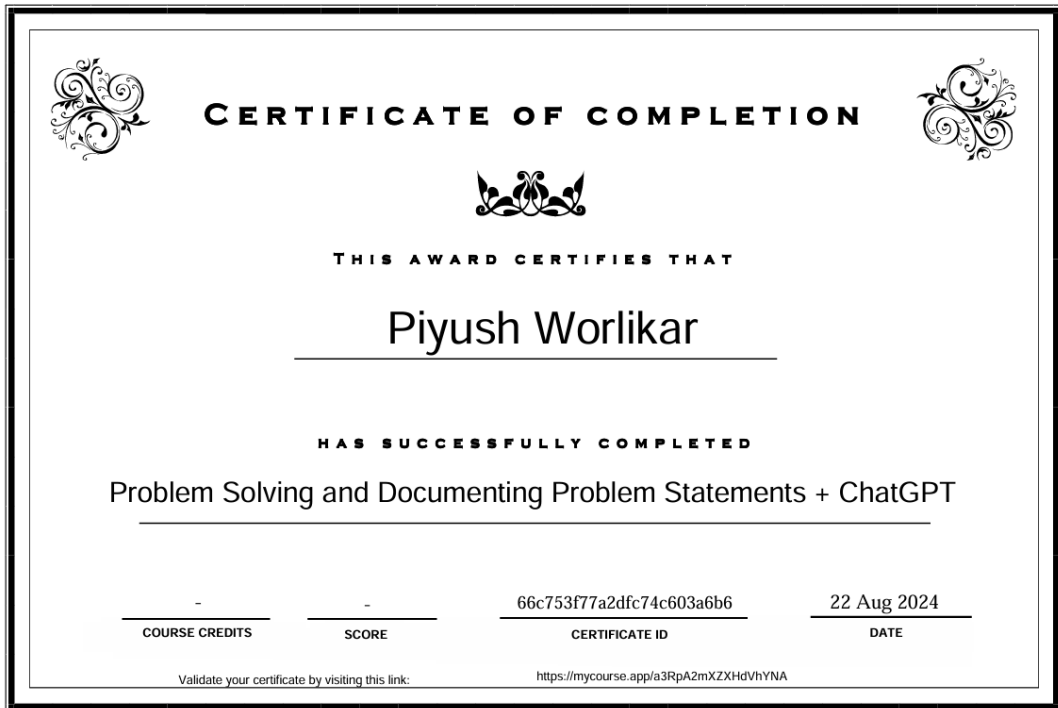 CERTIFICATE OF COMPLETION
THIS AWARD CERTIFIES THAT
Piyush Worlikar
HAS SUCCESSFULLY COMPLETED
Problem Solving and Documenting Problem Statements + ChatGPT
- - 66c753f77a2dfc74c603a6b6 22 Aug 2024
COURSE CREDITS SCORE CERTIFICATE ID DATE
Validate your certificate by visiting this link: https://mycourse.app/a3RpA2mXZXHdVhYNA